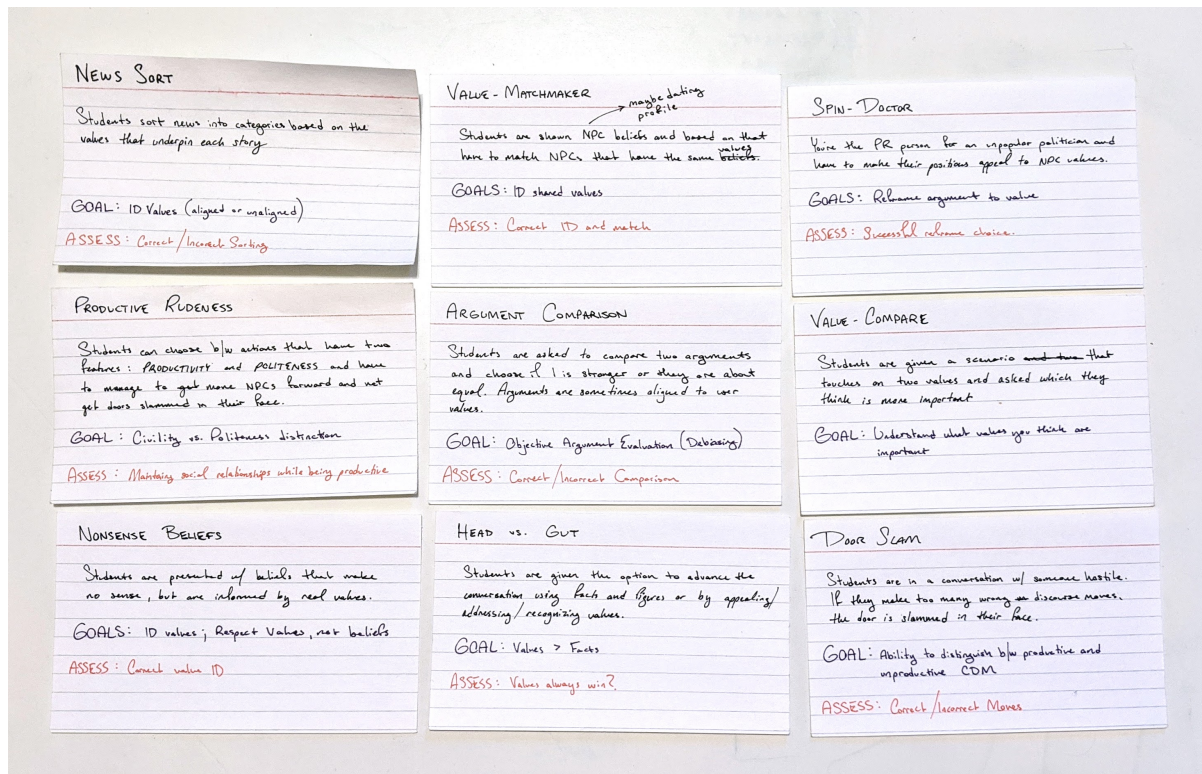 NEWS SORT
Students sort news into categories based on the
values that underpin each story
GOAL: ID Values (aligned or unaligned)
ASSESS: Correct/Incorect Sorting
VALUE-MATCHMAKER
maybe dating
profile
Students are shown NPC beliefs and based on that
have to match NPCs that have the same beliefs.
values
GOALS: ID shared values
ASSESS: Correct ID and match
SPIN-DOCTOR
You're the PR person for an unpopular politician and
have to make their positions appeal to NPC values.
GOALS: Reframe argument to value
ASSESS: Successful reframe choice.
PRODUCTIVE RUDENESS
Students can choose b/w actions that have two
features: PRODUCTIVITY and POLITENESS and have
to manage to get move NPCs forward and not
get doors slammed in their face.
GOAL: Civility vs. Politeness distinction
ASSESS: Maintaing social relationships while being productive
ARGUMENT COMPARISON
Students are asked to compare two arguments
and choose if 1 is stronger or they are about
equal. Arguments are sometimes aligned to user
values.
GOAL: Objective Argument Evaluation (Debiasing)
ASSESS: Correct/Incorrect Comparison
VALUE-COMPARE
Students are given a scenario and two that
touches on two values and asked which they
think is more important
GOAL: Understand what values you think are
important
NONSENSE BELIEFS
Students are presented w/ beliefs that make
no sense, but are informed by real values.
GOALS: ID values; Respect Values, not beliefs
ASSESS: Correct value ID
HEAD vs. GUT
Students are given the option to advance the
conversation using facts and figures or by appealing/
addressing/recognizing values.
GOAL: Values > Facts
ASSESS: Values always win?
DOOR SLAM
Students are in a conversation w/ someone hostile.
If they make too many wrong discourse moves,
the door is slammed in their face.
GOAL: Ability to distinguish b/w productive and
unproductive CDM
ASSESS: Correct/Incorrect Moves